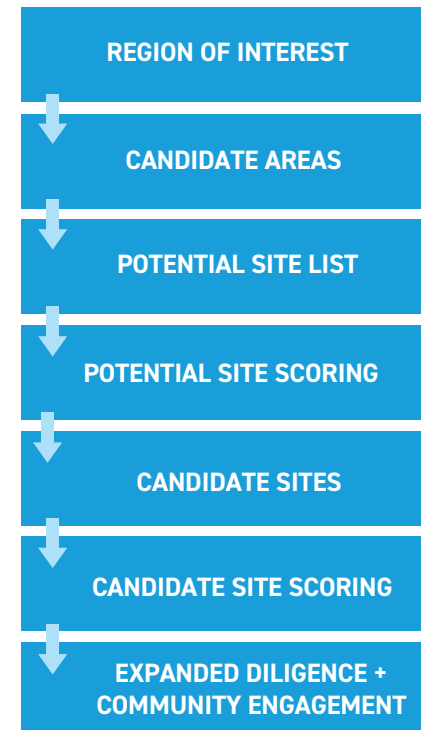 REGION OF INTEREST
CANDIDATE AREAS
POTENTIAL SITE LIST
POTENTIAL SITE SCORING
CANDIDATE SITES
CANDIDATE SITE SCORING
EXPANDED DILIGENCE +
COMMUNITY ENGAGEMENT